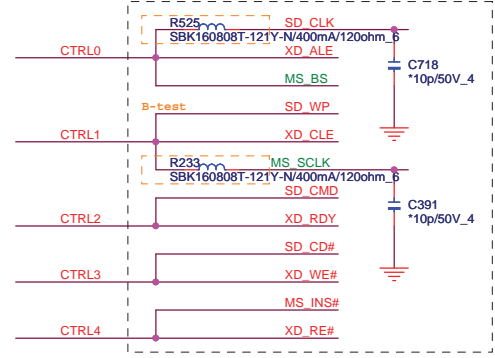 R525 SD_CLK
SBK160808T-121Y-N/400mA/120ohm_6
CTRL0 XD_ALE
C718
*10p/50V_4
MS_BS
B-test SD_WP
CTRL1 XD_CLE
R233 MS_SCLK
SBK160808T-121Y-N/400mA/120ohm_6
SD_CMD
C391
*10p/50V_4
CTRL2 XD_RDY
SD_CD#
CTRL3 XD_WE#
MS_INS#
CTRL4 XD_RE#